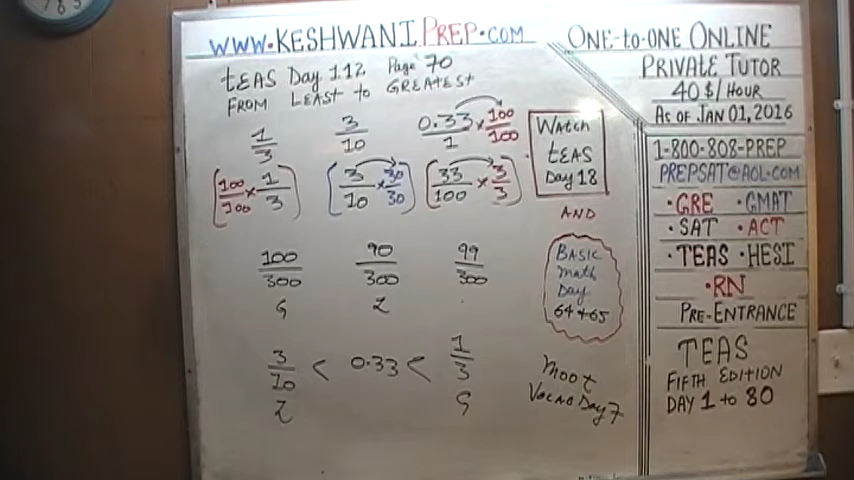 WWW.KESHWANIPREP.COM
tEAS Day 112 Page 70
FROM LEAST to GREATEST
1/3 3/10 0.33/1 × 100/100
(100/100 × 1/3) (3/10 × 30/30) (33/100 × 3/3)
100/300 90/300 99/300
G Z
3/10 < 0.33 < 1/3
Z G
Watch
tEAS
Day 18
AND
BASIC
math
Day
64+65
moot
VOCAB Day 7
ONE-to-ONE ONLINE
PRIVATE TUTOR
40$/HOUR
AS OF JAN 01,2016
1-800-808-PREP
PREPSAT@AOL.COM
•GRE •GMAT
•SAT •ACT
•TEAS •HESI
•RN
PRE-ENTRANCE
TEAS
FIFTH EDITION
DAY 1 to 80